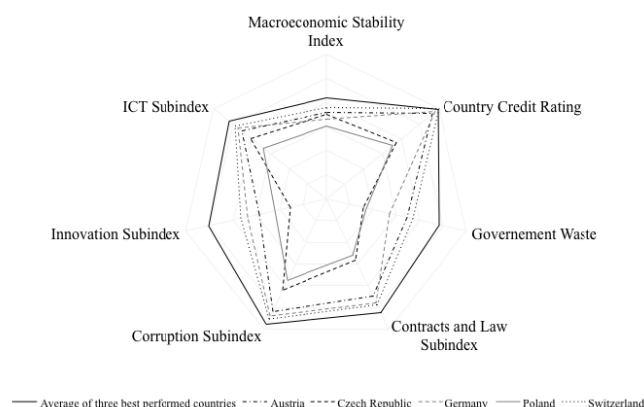 Macroeconomic Stability
Index
ICT Subindex
Country Credit Rating
Innovation Subindex
Governement Waste
Corruption Subindex
Contracts and Law
Subindex
Average of three best performed countries Austria Czech Republic Germany Poland Switzerland